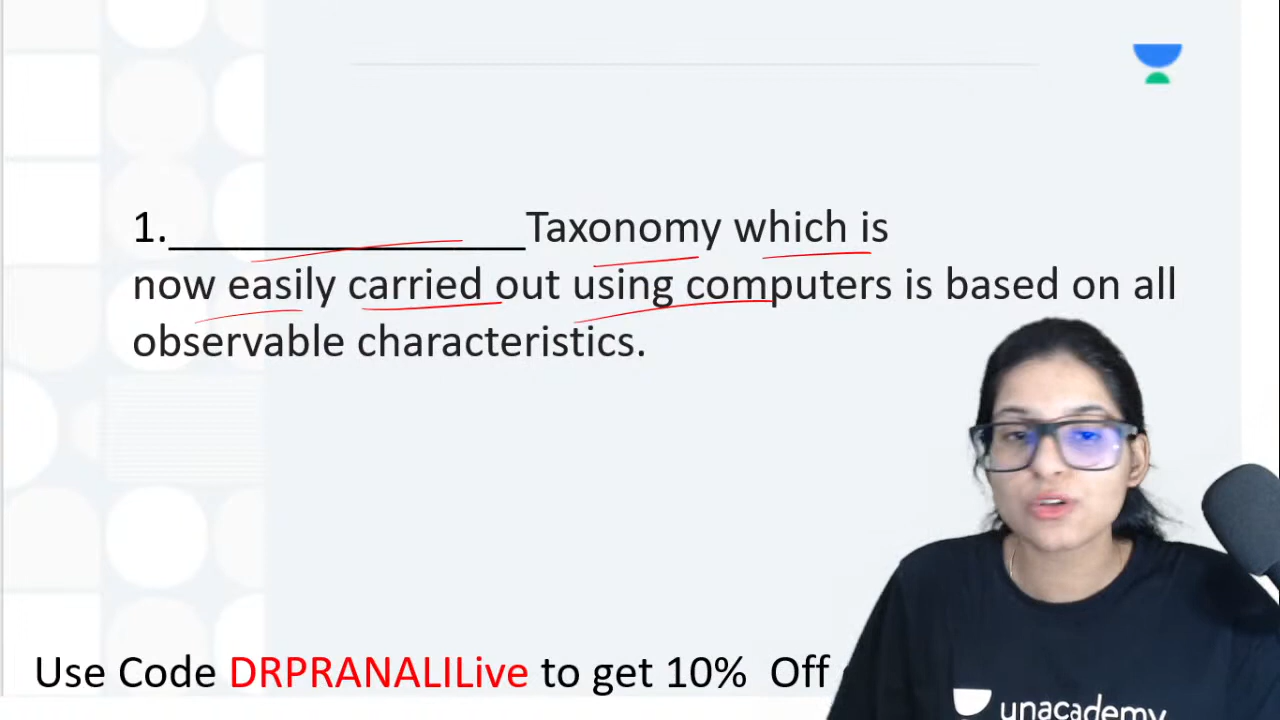 1._______________Taxonomy which is
now easily carried out using computers is based on all
observable characteristics.
Use Code DRPRANALILive to get 10% Off
unacademy